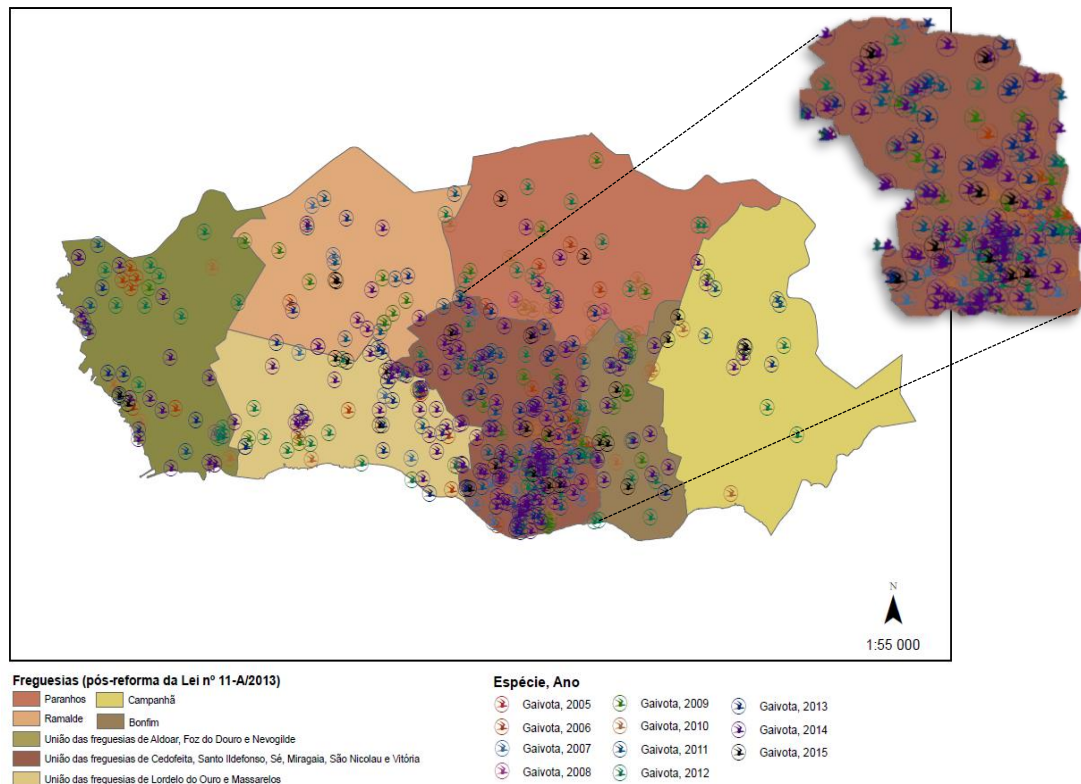 N
1:55 000
Freguesias (pós-reforma da Lei nº 11-A/2013)
Paranhos
Campanhã
Ramalde
Bonfim
União das freguesias de Aldoar, Foz do Douro e Nevogilde
União das freguesias de Cedofeita, Santo Ildefonso, Sé, Miragaia, São Nicolau e Vitória
União das freguesias de Lordelo do Ouro e Massarelos
Espécie, Ano
Gaivota, 2005
Gaivota, 2006
Gaivota, 2007
Gaivota, 2008
Gaivota, 2009
Gaivota, 2010
Gaivota, 2011
Gaivota, 2012
Gaivota, 2013
Gaivota, 2014
Gaivota, 2015